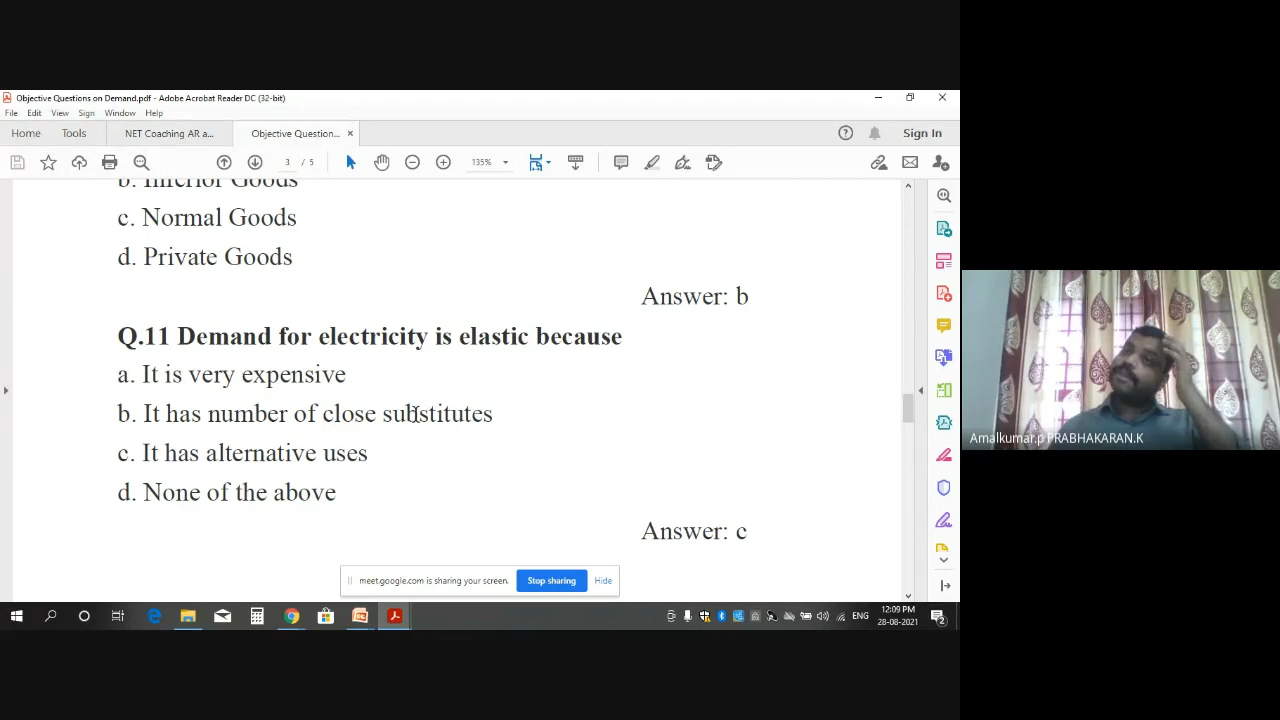 Objective Questions on Demand.pdf - Adobe Acrobat Reader DC (32-bit)
File Edit View Sign Window Help
Home Tools NET Coaching AR a... Objective Question... × Sign In
3 / 5 135%
b. Inferior Goods
c. Normal Goods
d. Private Goods
Answer: b
Q.11 Demand for electricity is elastic because
a. It is very expensive
b. It has number of close substitutes
c. It has alternative uses
d. None of the above
Answer: c
meet.google.com is sharing your screen. Stop sharing Hide
Amalkumar.p PRABHAKARAN.K
ENG 12:09 PM
28-08-2021
2